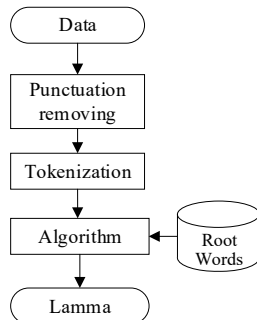 Data
Punctuation
removing
Tokenization
Algorithm
Root
Words
Lamma